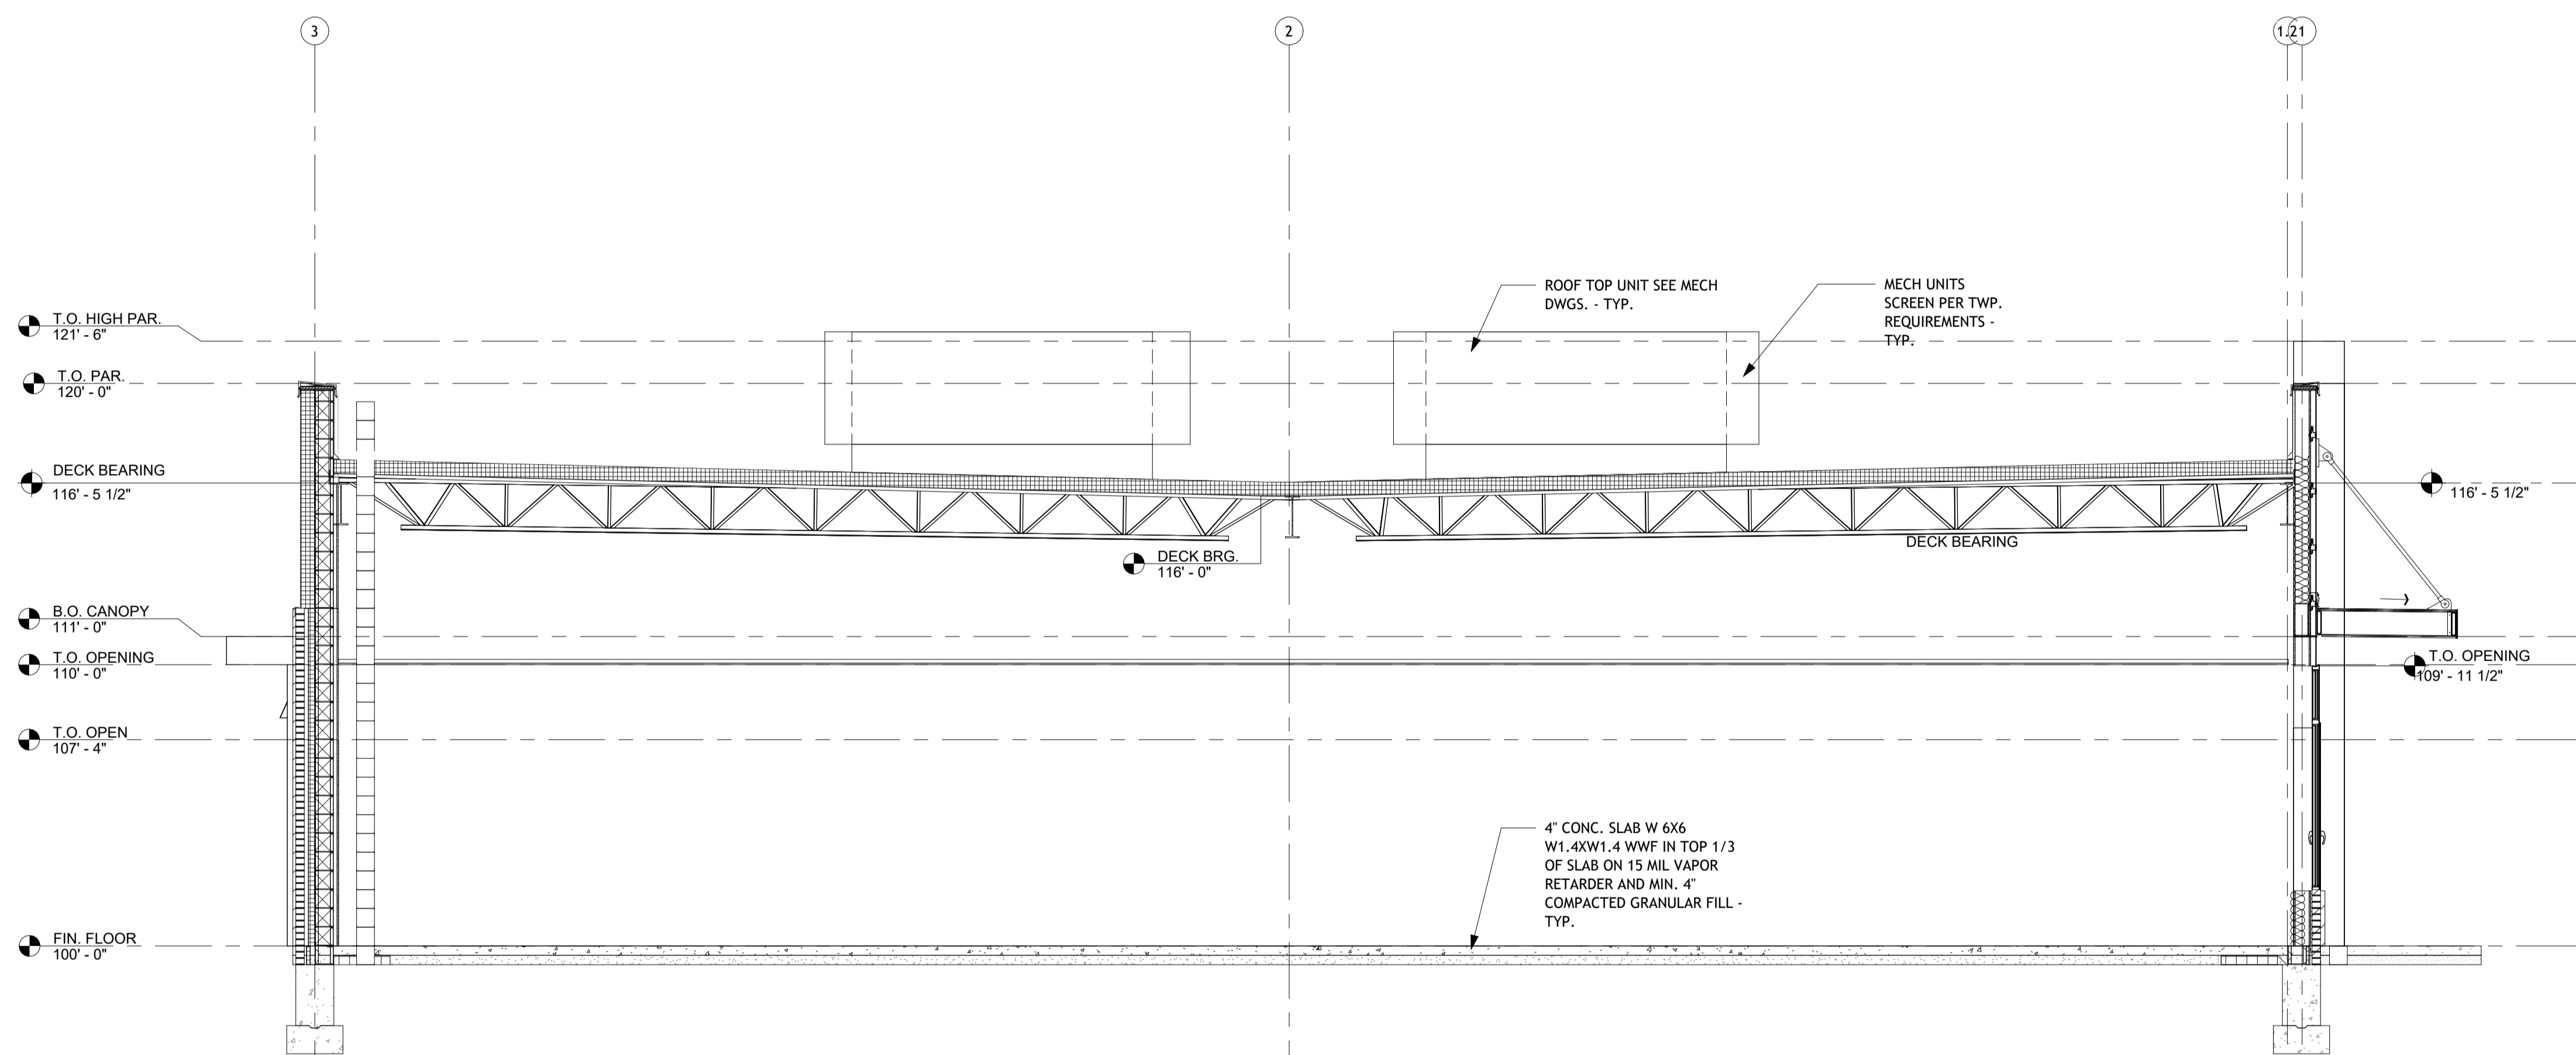 3
2
1.2
1
ROOF TOP UNIT SEE MECH
DWGS. - TYP.
MECH UNITS
SCREEN PER TWP.
REQUIREMENTS -
TYP.
T.O. HIGH PAR.
121' - 6"
T.O. PAR.
120' - 0"
DECK BEARING
116' - 5 1/2"
116' - 5 1/2"
DECK BEARING
DECK BRG.
116' - 0"
B.O. CANOPY
111' - 0"
T.O. OPENING
110' - 0"
T.O. OPENING
109' - 11 1/2"
T.O. OPEN
107' - 4"
4" CONC. SLAB W 6X6
W1.4XW1.4 WWF IN TOP 1/3
OF SLAB ON 15 MIL VAPOR
RETARDER AND MIN. 4"
COMPACTED GRANULAR FILL -
TYP.
FIN. FLOOR
100' - 0"